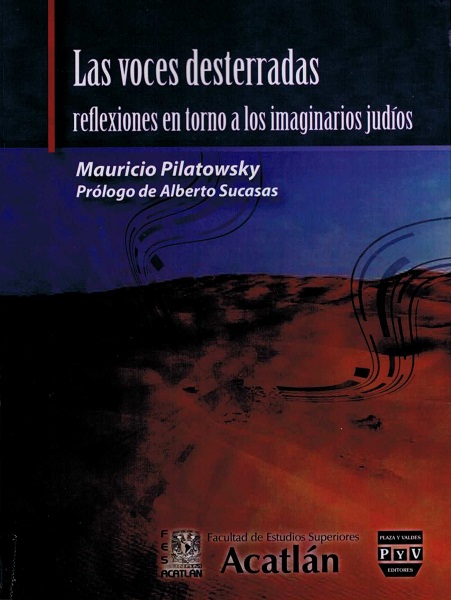 Las voces desterradas
reflexiones en torno a los imaginarios judíos
Mauricio Pilatowsky
Prólogo de Alberto Sucasas
FES
ACATLÁN
Facultad de Estudios Superiores
Acatlán
PLAZA Y VALDES
PyV
EDITORES